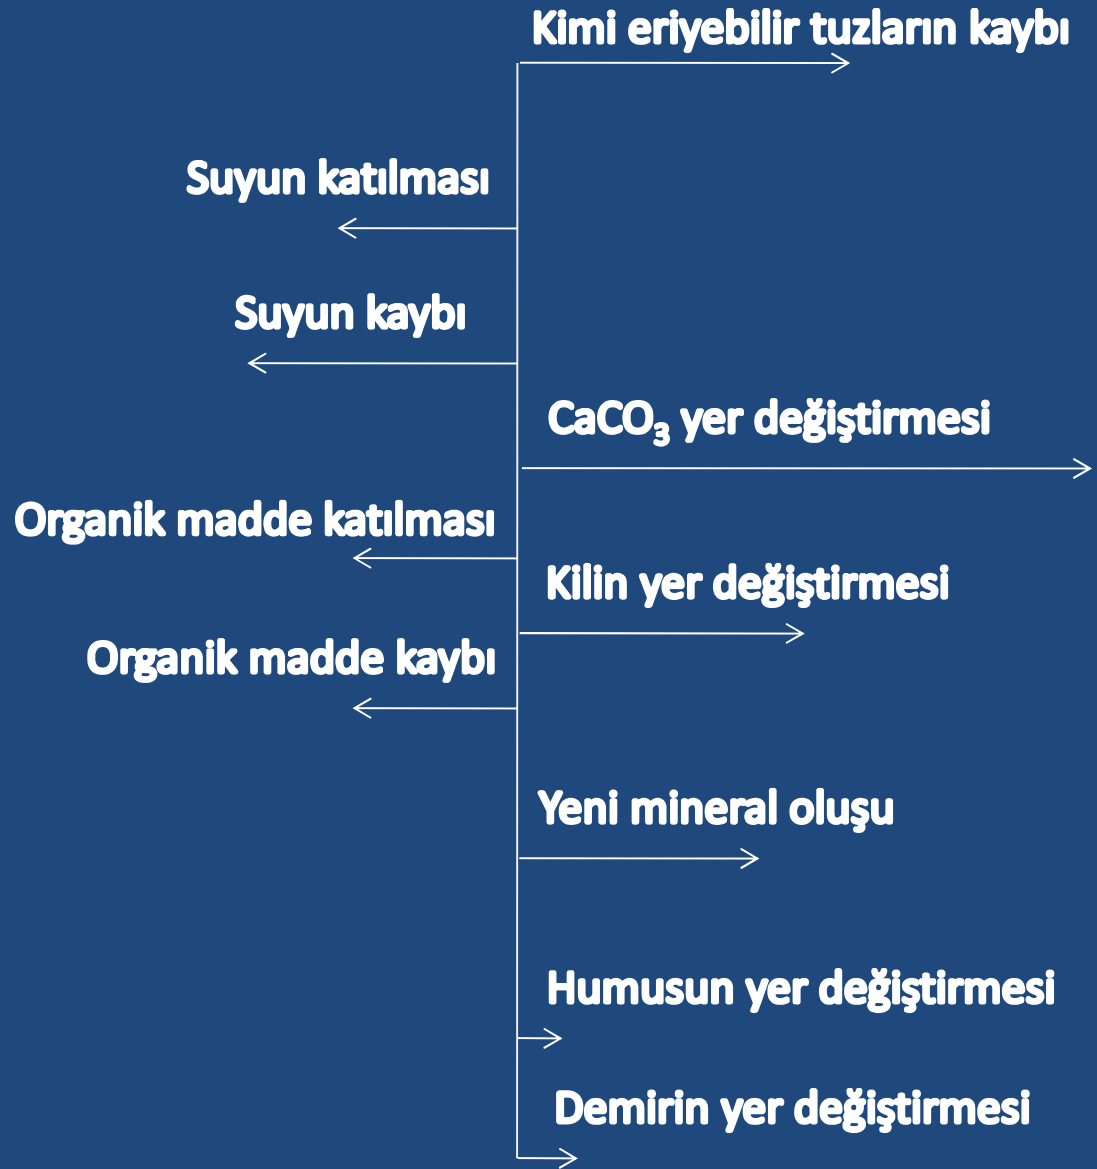 Kimi eriyebilir tuzların kaybı
Suyun katılması
Suyun kaybı
CaCO₃ yer değiştirmesi
Organik madde katılması
Kilin yer değiştirmesi
Organik madde kaybı
Yeni mineral oluşu
Humusun yer değiştirmesi
Demirin yer değiştirmesi